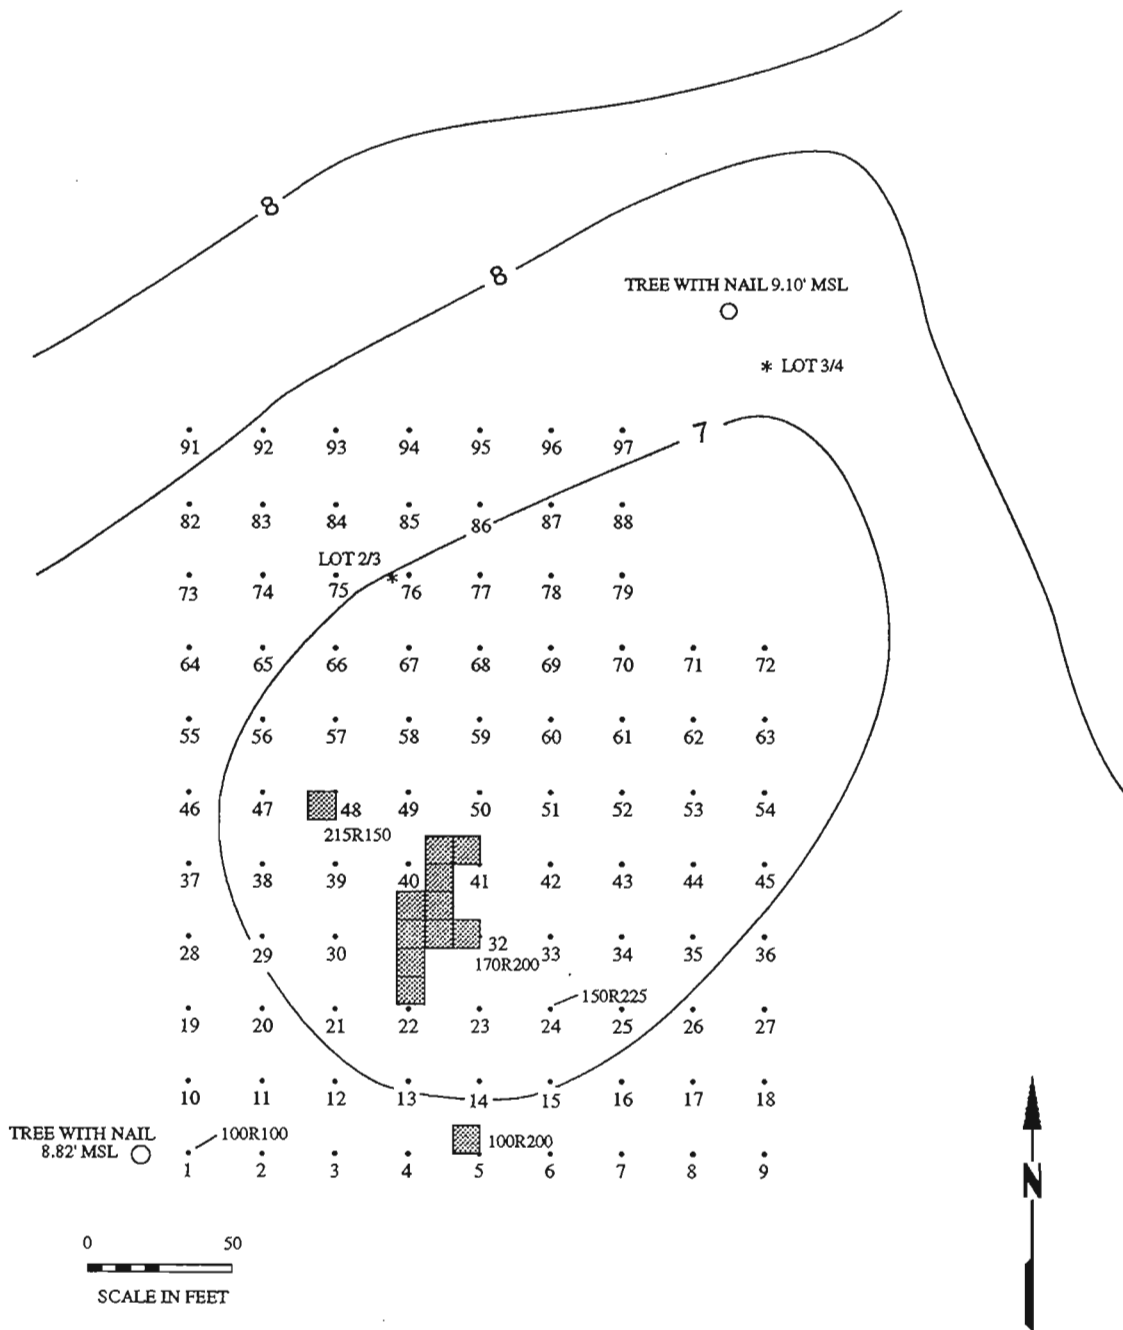 8
8
TREE WITH NAIL 9.10' MSL
* LOT 3/4
7
91 92 93 94 95 96 97
82 83 84 85 86 87 88
LOT 2/3
*
73 74 75 76 77 78 79
64 65 66 67 68 69 70 71 72
55 56 57 58 59 60 61 62 63
46 47 48 49 50 51 52 53 54
215R150
37 38 39 40 41 42 43 44 45
28 29 30 32 33 34 35 36
170R200
150R225
19 20 21 22 23 24 25 26 27
10 11 12 13 14 15 16 17 18
TREE WITH NAIL
8.82' MSL
100R100
100R200
1 2 3 4 5 6 7 8 9
N
0 50
SCALE IN FEET